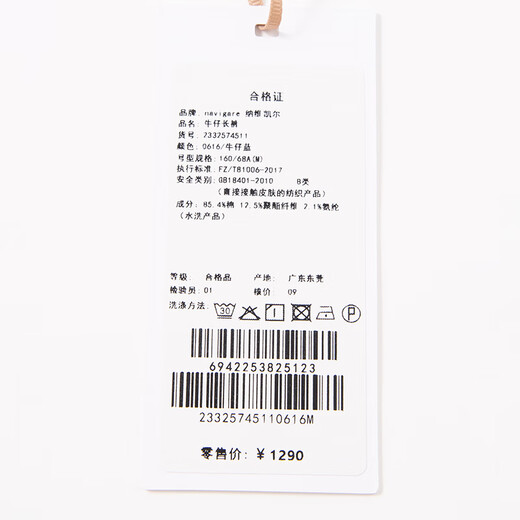 合格证
品牌: navigare 纳维凯尔
品名: 牛仔长裤
货号: 2332574511
颜色: 0616/牛仔蓝
号型规格: 160/68A(M)
执行标准: FZ/T81006-2017
安全类别: GB18401-2010 B类
(直接接触皮肤的纺织产品)
成分: 85.4%棉 12.5%聚酯纤维 2.1%氨纶
(水洗产品)
等级: 合格品 产地: 广东东莞
检验员: 01 核价: 09
洗涤方法: 30 P
6942253825123
23325745110616M
零售价: ¥ 1290